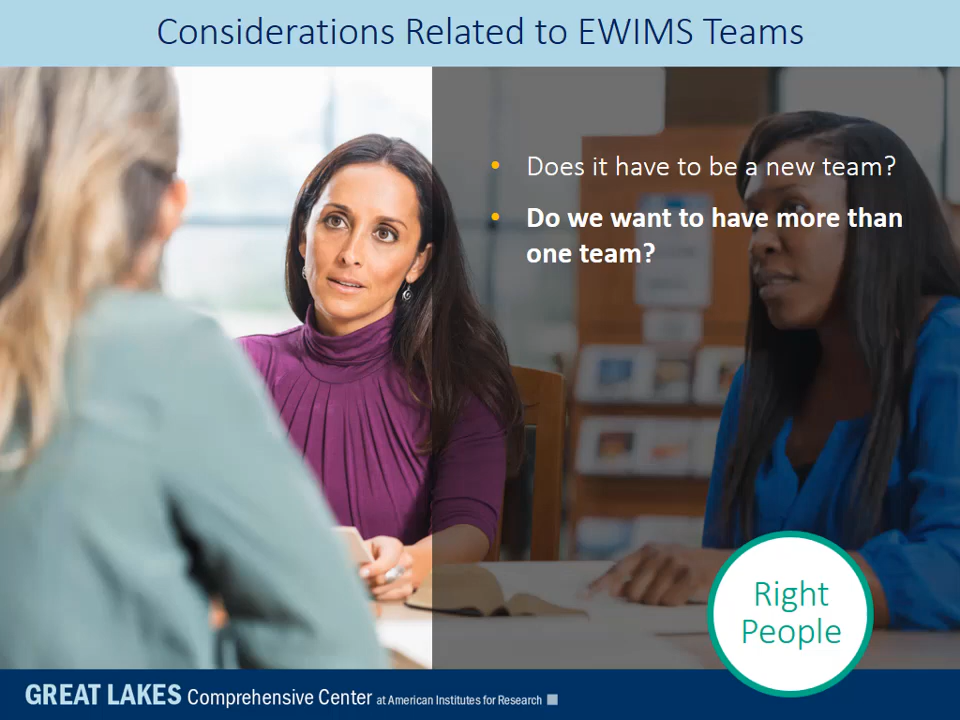 Considerations Related to EWIMS Teams
• Does it have to be a new team?
• Do we want to have more than
one team?
Right
People
GREAT LAKES Comprehensive Center at American Institutes for Research